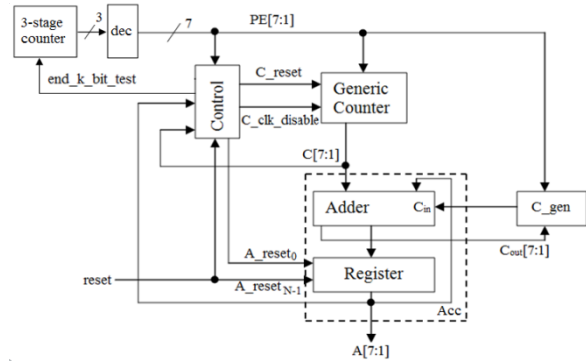 3-stage
counter
3
dec
7
PE[7:1]
end_k_bit_test
Control
C_reset
C_clk_disable
Generic
Counter
C[7:1]
Adder
Cin
C_gen
Cout[7:1]
A_reset0
Register
reset
A_resetN-1
Acc
A[7:1]